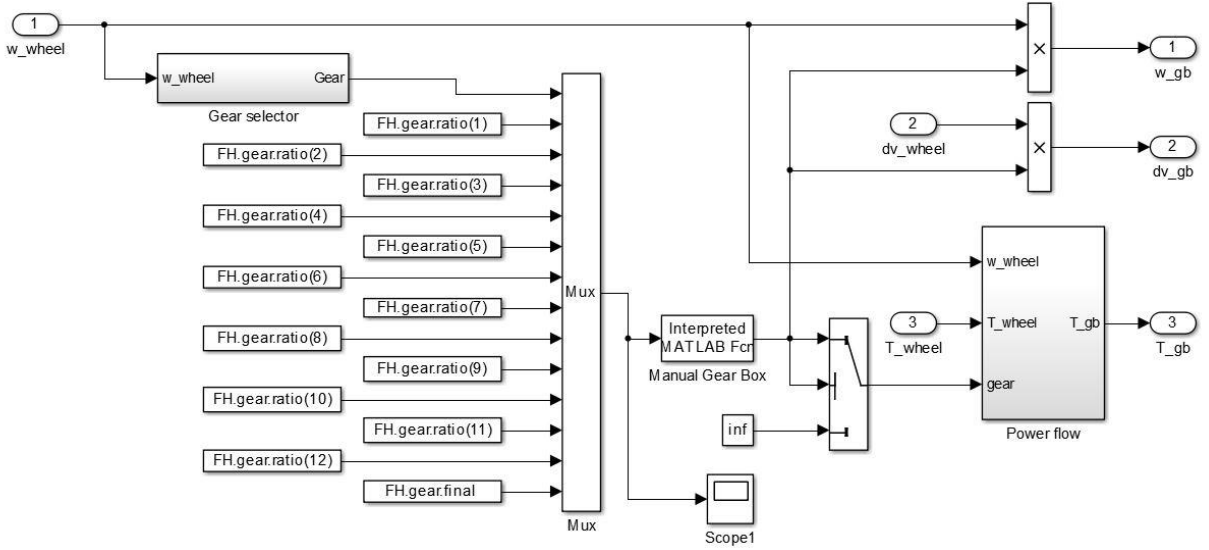 1
w_wheel
w_wheel
Gear
Gear selector
FH.gear.ratio(1)
FH.gear.ratio(2)
FH.gear.ratio(3)
FH.gear.ratio(4)
FH.gear.ratio(5)
FH.gear.ratio(6)
FH.gear.ratio(7)
FH.gear.ratio(8)
FH.gear.ratio(9)
FH.gear.ratio(10)
FH.gear.ratio(11)
FH.gear.ratio(12)
FH.gear.final
Mux
Mux
Interpreted
MATLAB Fcn
Manual Gear Box
inf
Scope1
×
1
w_gb
2
dv_wheel
×
2
dv_gb
3
T_wheel
w_wheel
T_wheel
T_gb
gear
Power flow
3
T_gb